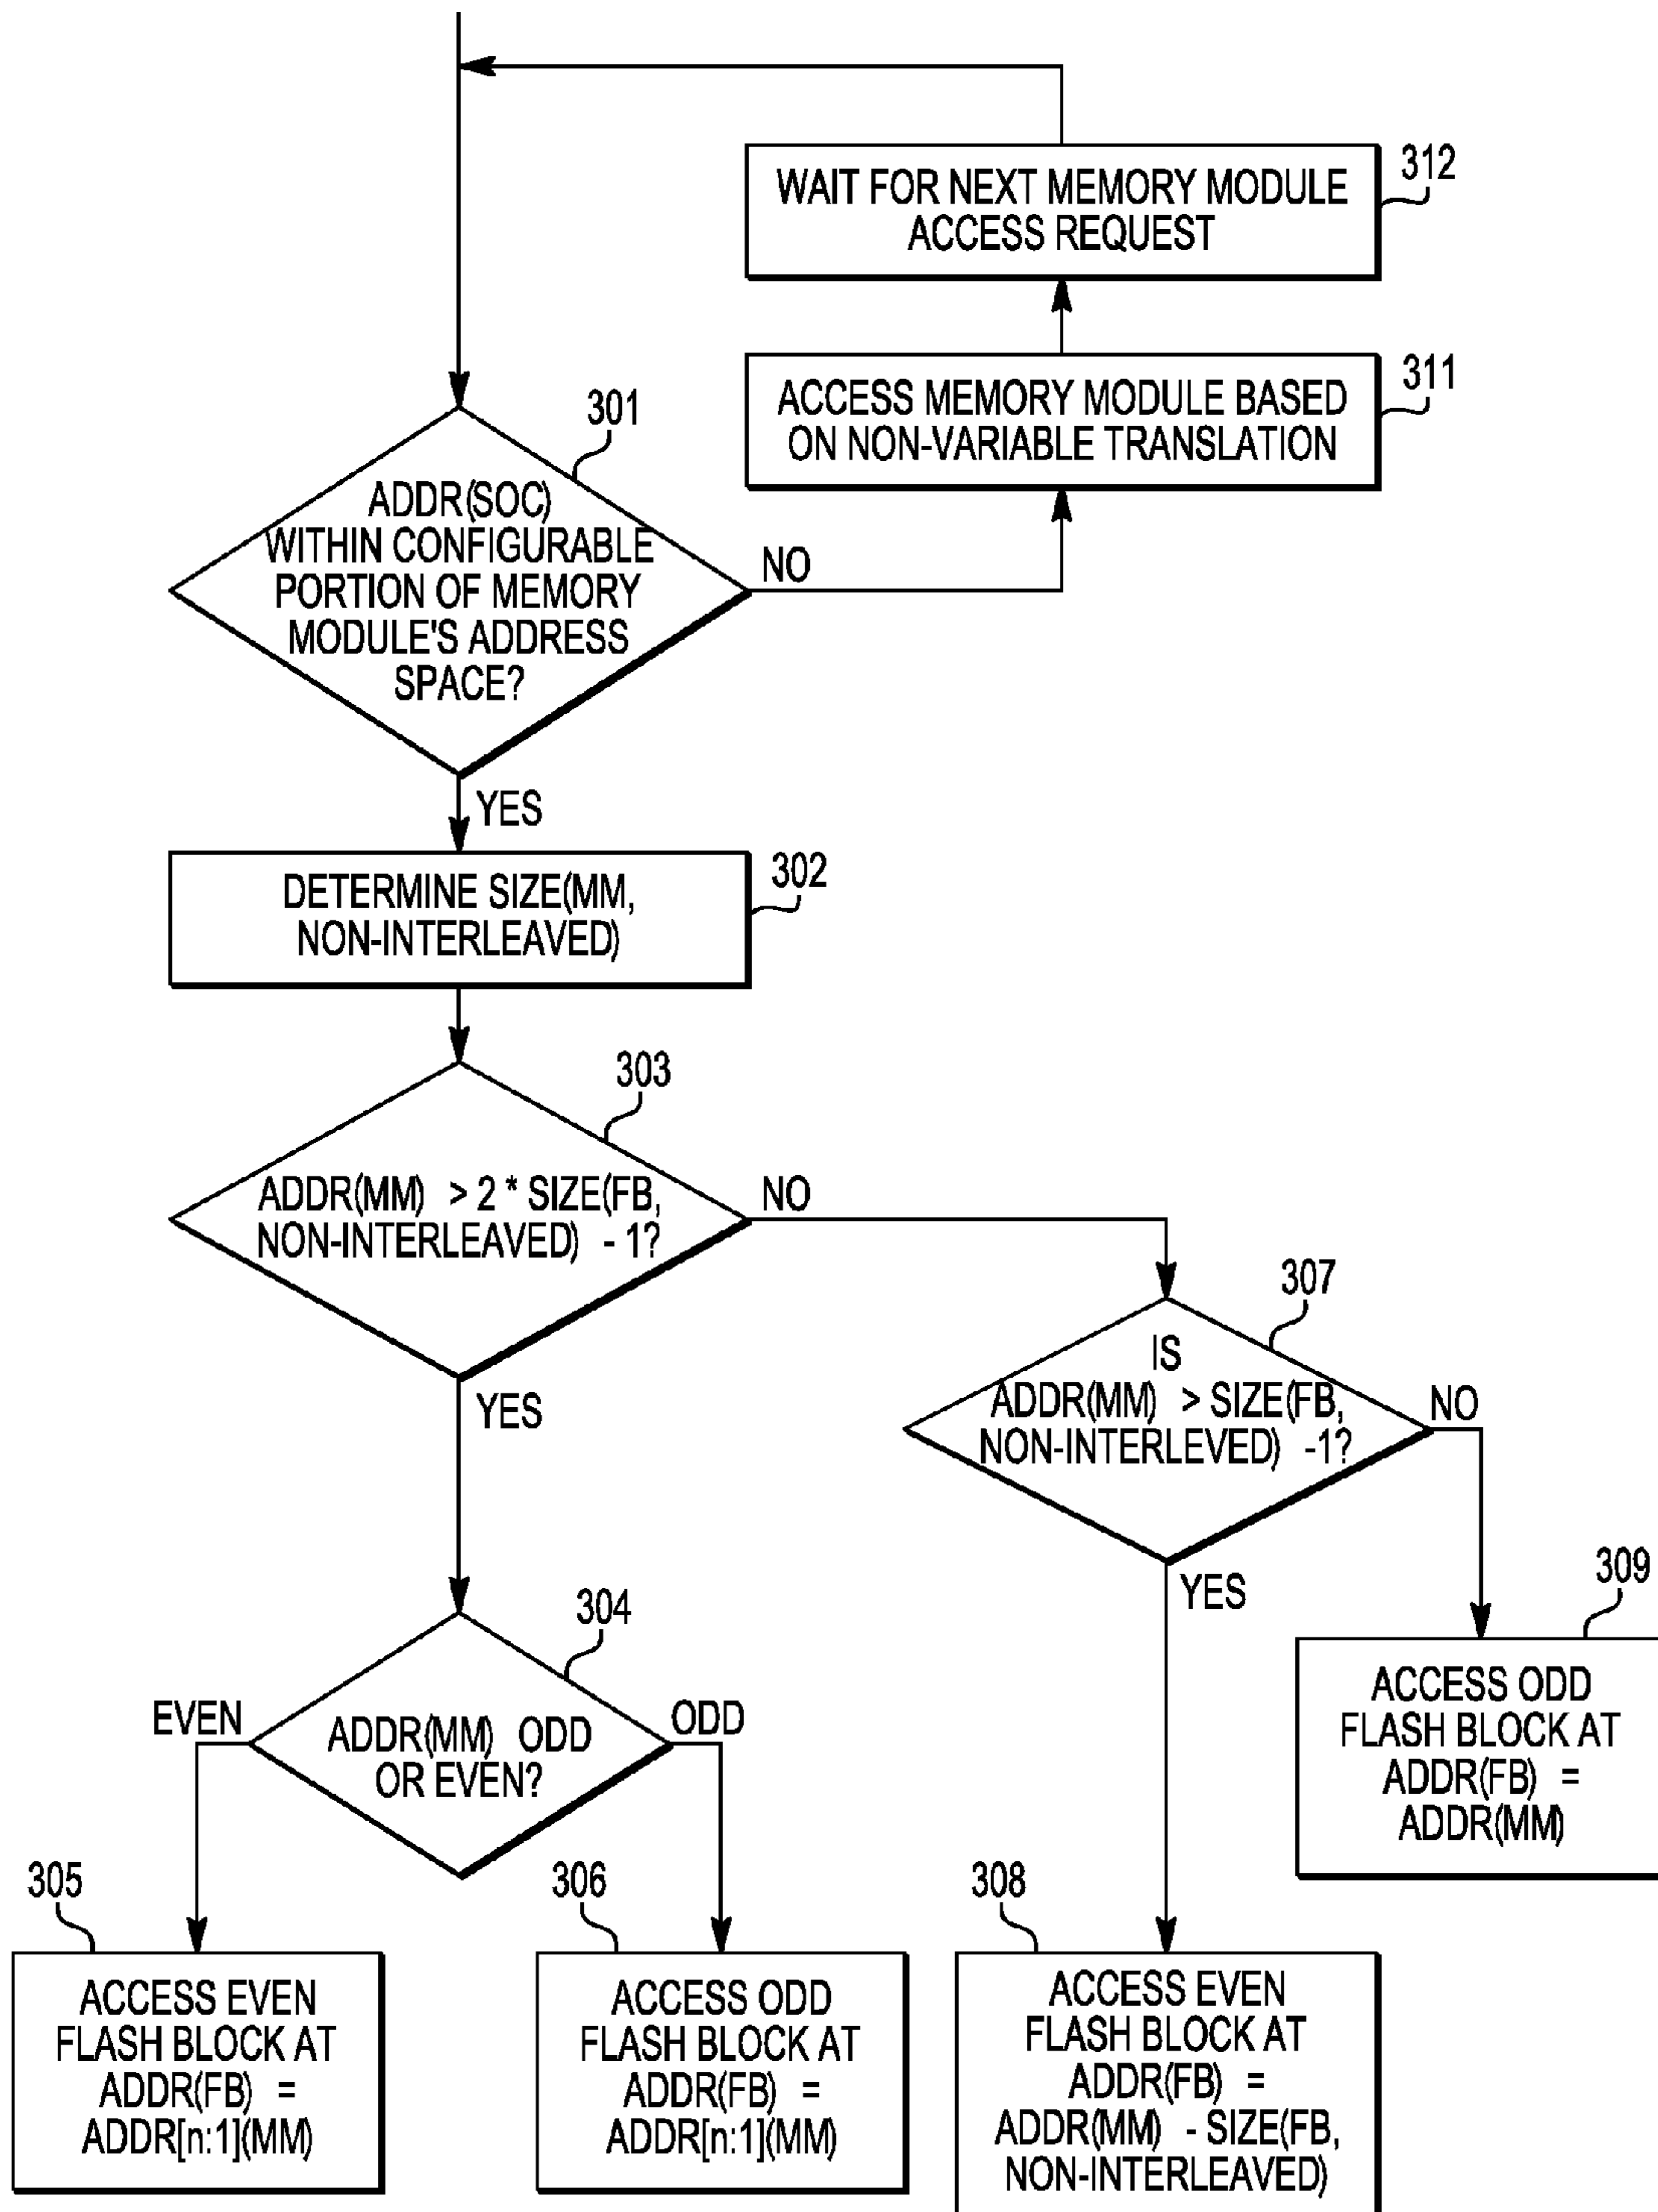 312
WAIT FOR NEXT MEMORY MODULE
ACCESS REQUEST
311
ACCESS MEMORY MODULE BASED
ON NON-VARIABLE TRANSLATION
301
ADDR(SOC)
WITHIN CONFIGURABLE
PORTION OF MEMORY
MODULE'S ADDRESS
SPACE?
NO
YES
302
DETERMINE SIZE(MM,
NON-INTERLEAVED)
303
ADDR(MM) > 2 * SIZE(FB,
NON-INTERLEAVED) - 1?
NO
YES
307
IS
ADDR(MM) > SIZE(FB,
NON-INTERLEVED) -1?
NO
YES
304
ADDR(MM) ODD
OR EVEN?
EVEN
ODD
309
ACCESS ODD
FLASH BLOCK AT
ADDR(FB) =
ADDR(MM)
305
ACCESS EVEN
FLASH BLOCK AT
ADDR(FB) =
ADDR[n:1](MM)
306
ACCESS ODD
FLASH BLOCK AT
ADDR(FB) =
ADDR[n:1](MM)
308
ACCESS EVEN
FLASH BLOCK AT
ADDR(FB) =
ADDR(MM) - SIZE(FB,
NON-INTERLEAVED)